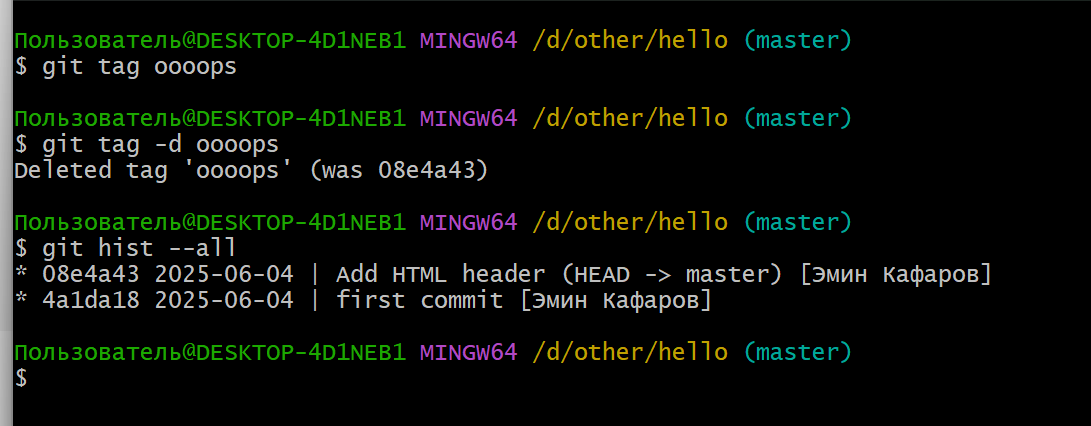 Пользователь@DESKTOP-4D1NEB1 MINGW64 /d/other/hello (master)
$ git tag oooops
Пользователь@DESKTOP-4D1NEB1 MINGW64 /d/other/hello (master)
$ git tag -d oooops
Deleted tag 'oooops' (was 08e4a43)
Пользователь@DESKTOP-4D1NEB1 MINGW64 /d/other/hello (master)
$ git hist --all
* 08e4a43 2025-06-04 | Add HTML header (HEAD -> master) [Эмин Кафаров]
* 4a1da18 2025-06-04 | first commit [Эмин Кафаров]
Пользователь@DESKTOP-4D1NEB1 MINGW64 /d/other/hello (master)
$